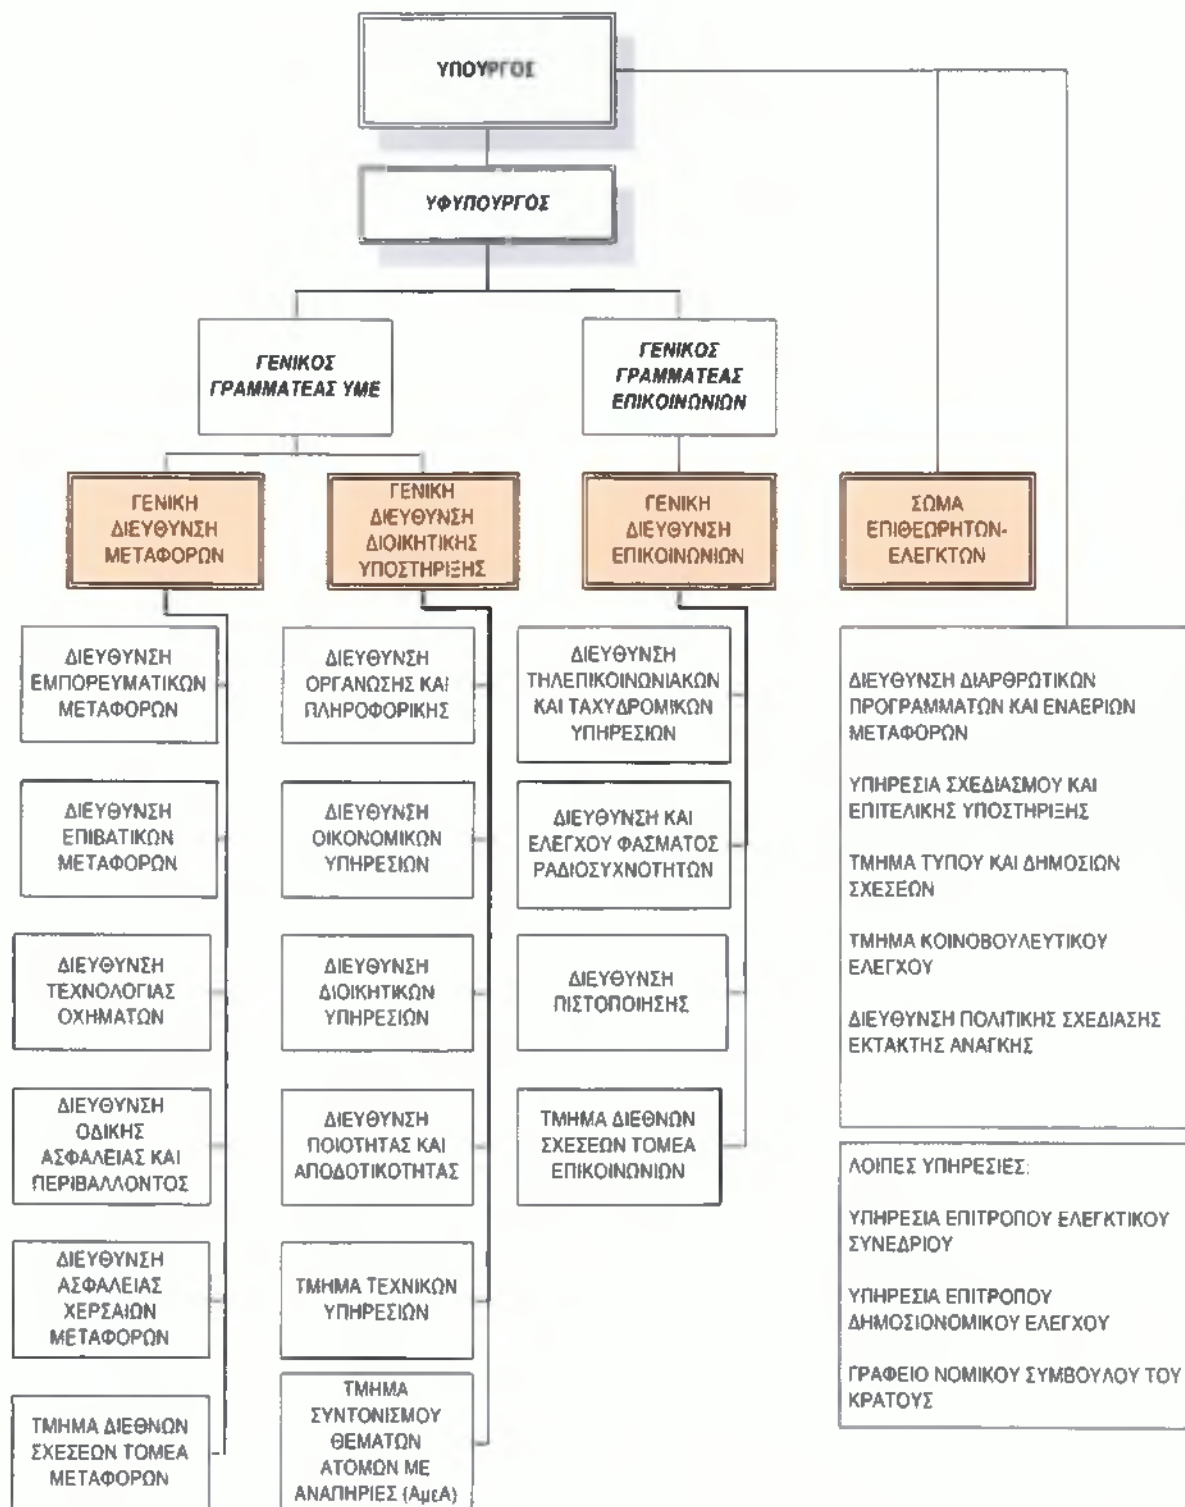 ΥΠΟΥΡΓΟΣ
ΥΦΥΠΟΥΡΓΟΣ
ΓΕΝΙΚΟΣ
ΓΡΑΜΜΑΤΕΑΣ ΥΜΕ
ΓΕΝΙΚΟΣ
ΓΡΑΜΜΑΤΕΑΣ
ΕΠΙΚΟΙΝΩΝΙΩΝ
ΓΕΝΙΚΗ
ΔΙΕΥΘΥΝΣΗ
ΜΕΤΑΦΟΡΩΝ
ΓΕΝΙΚΗ
ΔΙΕΥΘΥΝΣΗ
ΔΙΟΙΚΗΤΙΚΗΣ
ΥΠΟΣΤΗΡΙΞΗΣ
ΓΕΝΙΚΗ
ΔΙΕΥΘΥΝΣΗ
ΕΠΙΚΟΙΝΩΝΙΩΝ
ΣΩΜΑ
ΕΠΙΘΕΩΡΗΤΩΝ-
ΕΛΕΓΚΤΩΝ
ΔΙΕΥΘΥΝΣΗ
ΕΜΠΟΡΕΥΜΑΤΙΚΩΝ
ΜΕΤΑΦΟΡΩΝ
ΔΙΕΥΘΥΝΣΗ
ΕΠΙΒΑΤΙΚΩΝ
ΜΕΤΑΦΟΡΩΝ
ΔΙΕΥΘΥΝΣΗ
ΤΕΧΝΟΛΟΓΙΑΣ
ΟΧΗΜΑΤΩΝ
ΔΙΕΥΘΥΝΣΗ
ΟΔΙΚΗΣ
ΑΣΦΑΛΕΙΑΣ ΚΑΙ
ΠΕΡΙΒΑΛΛΟΝΤΟΣ
ΔΙΕΥΘΥΝΣΗ
ΑΣΦΑΛΕΙΑΣ
ΧΕΡΣΑΙΩΝ
ΜΕΤΑΦΟΡΩΝ
ΤΜΗΜΑ ΔΙΕΘΝΩΝ
ΣΧΕΣΕΩΝ ΤΟΜΕΑ
ΜΕΤΑΦΟΡΩΝ
ΔΙΕΥΘΥΝΣΗ
ΟΡΓΑΝΩΣΗΣ ΚΑΙ
ΠΛΗΡΟΦΟΡΙΚΗΣ
ΔΙΕΥΘΥΝΣΗ
ΟΙΚΟΝΟΜΙΚΩΝ
ΥΠΗΡΕΣΙΩΝ
ΔΙΕΥΘΥΝΣΗ
ΔΙΟΙΚΗΤΙΚΩΝ
ΥΠΗΡΕΣΙΩΝ
ΔΙΕΥΘΥΝΣΗ
ΠΟΙΟΤΗΤΑΣ ΚΑΙ
ΑΠΟΔΟΤΙΚΟΤΗΤΑΣ
ΤΜΗΜΑ ΤΕΧΝΙΚΩΝ
ΥΠΗΡΕΣΙΩΝ
ΤΜΗΜΑ
ΣΥΝΤΟΝΙΣΜΟΥ
ΘΕΜΑΤΩΝ
ΑΤΟΜΩΝ ΜΕ
ΑΝΑΠΗΡΙΕΣ (ΑμεΑ)
ΔΙΕΥΘΥΝΣΗ
ΤΗΛΕΠΙΚΟΙΝΩΝΙΑΚΩΝ
ΚΑΙ ΤΑΧΥΔΡΟΜΙΚΩΝ
ΥΠΗΡΕΣΙΩΝ
ΔΙΕΥΘΥΝΣΗ ΚΑΙ
ΕΛΕΓΧΟΥ ΦΑΣΜΑΤΟΣ
ΡΑΔΙΟΣΥΧΝΟΤΗΤΩΝ
ΔΙΕΥΘΥΝΣΗ
ΠΙΣΤΟΠΟΙΗΣΗΣ
ΤΜΗΜΑ ΔΙΕΘΝΩΝ
ΣΧΕΣΕΩΝ ΤΟΜΕΑ
ΕΠΙΚΟΙΝΩΝΙΩΝ
ΔΙΕΥΘΥΝΣΗ ΔΙΑΡΘΡΩΤΙΚΩΝ
ΠΡΟΓΡΑΜΜΑΤΩΝ ΚΑΙ ΕΝΑΕΡΙΩΝ
ΜΕΤΑΦΟΡΩΝ
ΥΠΗΡΕΣΙΑ ΣΧΕΔΙΑΣΜΟΥ ΚΑΙ
ΕΠΙΤΕΛΙΚΗΣ ΥΠΟΣΤΗΡΙΞΗΣ
ΤΜΗΜΑ ΤΥΠΟΥ ΚΑΙ ΔΗΜΟΣΙΩΝ
ΣΧΕΣΕΩΝ
ΤΜΗΜΑ ΚΟΙΝΟΒΟΥΛΕΥΤΙΚΟΥ
ΕΛΕΓΧΟΥ
ΔΙΕΥΘΥΝΣΗ ΠΟΛΙΤΙΚΗΣ ΣΧΕΔΙΑΣΗΣ
ΕΚΤΑΚΤΗΣ ΑΝΑΓΚΗΣ
ΛΟΙΠΕΣ ΥΠΗΡΕΣΙΕΣ:
ΥΠΗΡΕΣΙΑ ΕΠΙΤΡΟΠΟΥ ΕΛΕΓΚΤΙΚΟΥ
ΣΥΝΕΔΡΙΟΥ
ΥΠΗΡΕΣΙΑ ΕΠΙΤΡΟΠΟΥ
ΔΗΜΟΣΙΟΝΟΜΙΚΟΥ ΕΛΕΓΧΟΥ
ΓΡΑΦΕΙΟ ΝΟΜΙΚΟΥ ΣΥΜΒΟΥΛΟΥ ΤΟΥ
ΚΡΑΤΟΥΣ